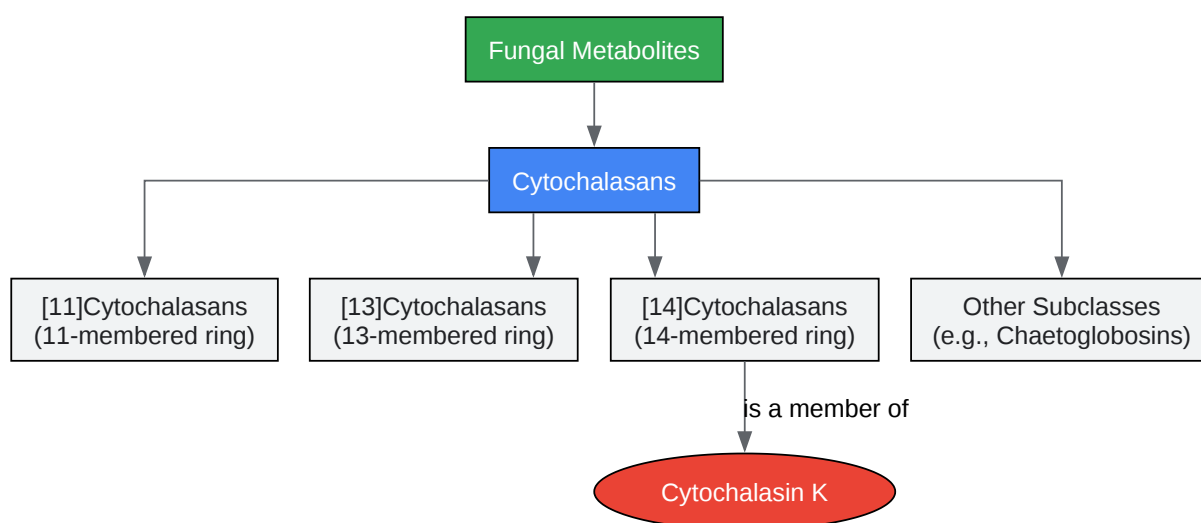 Fungal Metabolites
Cytochalasans
[11]Cytochalasans
(11-membered ring)
[13]Cytochalasans
(13-membered ring)
[14]Cytochalasans
(14-membered ring)
Other Subclasses
(e.g., Chaetoglobosins)
is a member of
Cytochalasin K